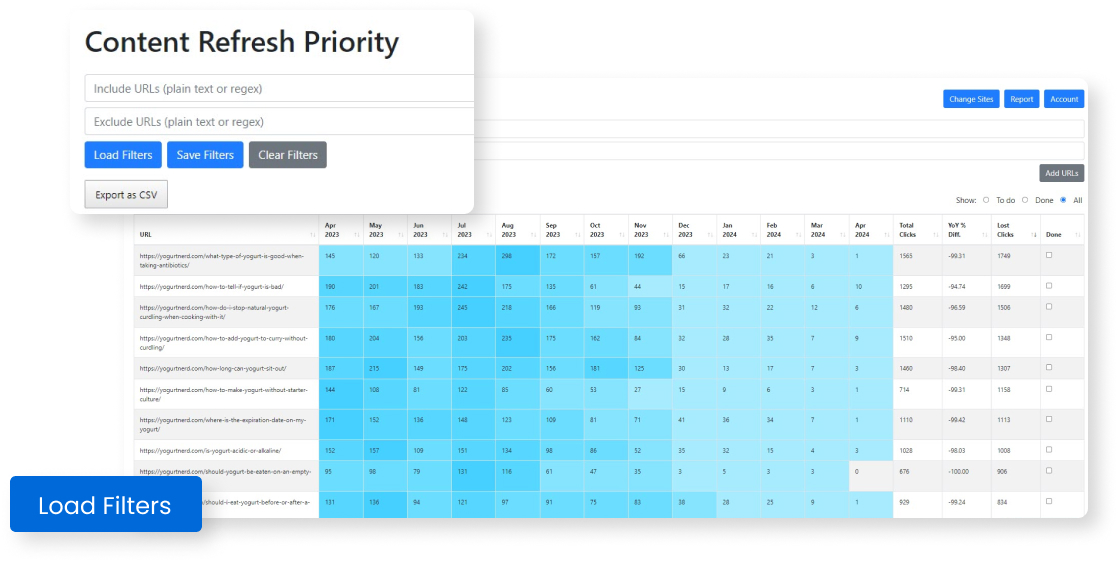 Content Refresh Priority
Include URLs (plain text or regex)
Exclude URLs (plain text or regex)
Load Filters Save Filters Clear Filters
Export as CSV
Change Sites Report Account
Add URLs
Show: To do Done All
URL Apr 2023 May 2023 Jun 2023 Jul 2023 Aug 2023 Sep 2023 Oct 2023 Nov 2023 Dec 2023 Jan 2024 Feb 2024 Mar 2024 Apr 2024 Total Clicks YoY % Diff. Lost Clicks Done
https://yogurtnerd.com/what-type-of-yogurt-is-good-when- 145 120 133 234 298 172 157 192 66 23 21 3 1 1565 -99.31 1749
taking-antibiotics/
https://yogurtnerd.com/how-to-tell-if-yogurt-is-bad/ 190 201 183 242 175 135 61 44 15 17 16 6 10 1295 -94.74 1699
https://yogurtnerd.com/how-do-i-stop-natural-yogurt- 176 167 193 245 218 166 119 93 31 32 22 12 6 1480 -96.59 1506
curdling-when-cooking-with-it/
https://yogurtnerd.com/how-to-add-yogurt-to-curry-without- 180 204 156 203 235 175 162 84 32 28 35 7 9 1510 -95.00 1348
curdling/
https://yogurtnerd.com/how-long-can-yogurt-sit-out/ 187 215 149 175 202 156 181 125 30 13 17 7 3 1460 -98.40 1307
https://yogurtnerd.com/how-to-make-yogurt-without-starter- 144 108 81 122 85 60 53 27 15 9 6 3 1 714 -99.31 1158
culture/
https://yogurtnerd.com/where-is-the-expiration-date-on-my- 171 152 136 148 123 109 81 71 41 36 34 7 1 1110 -99.42 1113
yogurt/
https://yogurtnerd.com/is-yogurt-acidic-or-alkaline/ 152 157 109 151 134 98 86 52 35 32 15 4 3 1028 -98.03 1008
https://yogurtnerd.com/should-yogurt-be-eaten-on-an-empty- 95 98 79 131 116 61 47 35 3 5 3 3 0 676 -100.00 906
/should-i-eat-yogurt-before-or-after-a- 131 136 94 121 97 91 75 83 38 28 25 9 1 929 -99.24 834
Load Filters